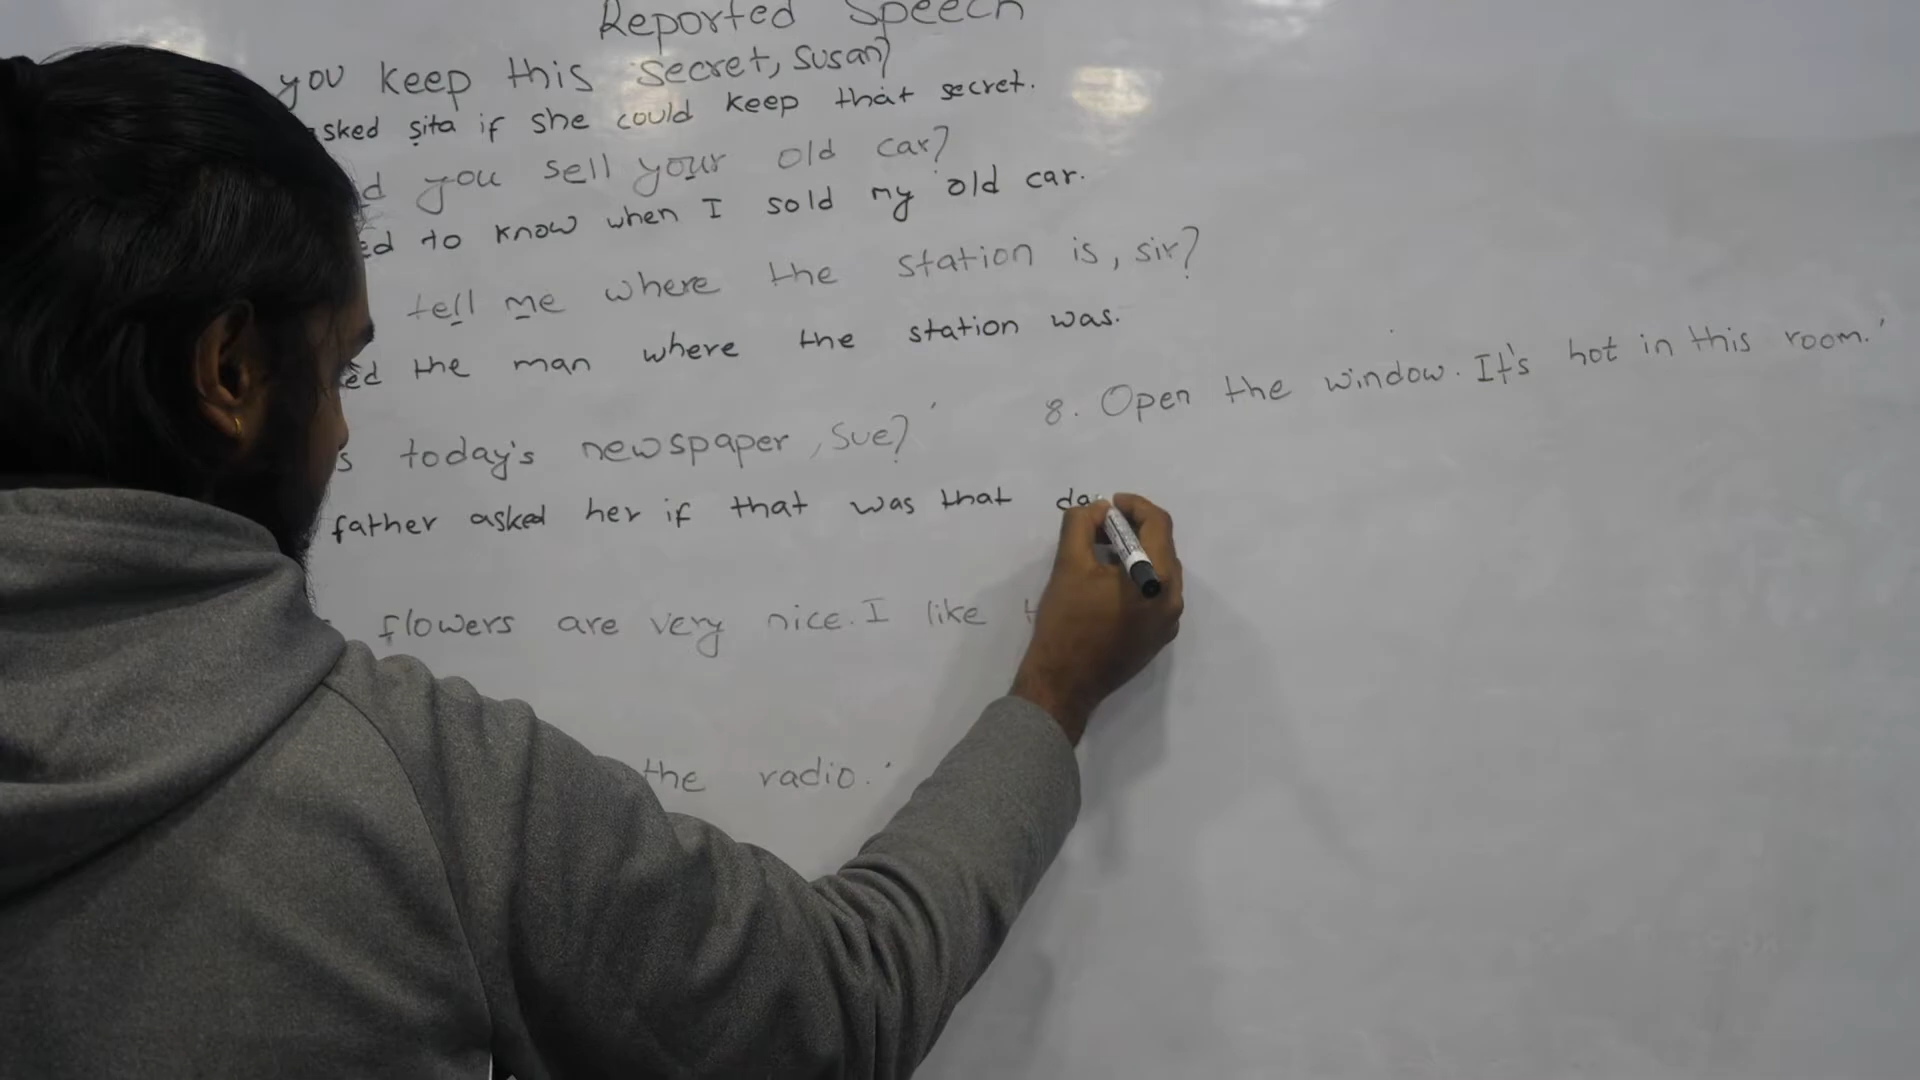 Reported Speech
you keep this secret, Susan?
asked sita if she could keep that secret.
you sell your old car?
to know when I sold my old car.
tell me where the station is, sir?
the man where the station was.
today's newspaper, Sue?'
father asked her if that was that
flowers are very nice. I like
the radio.'
8. Open the window. It's hot in this room.'